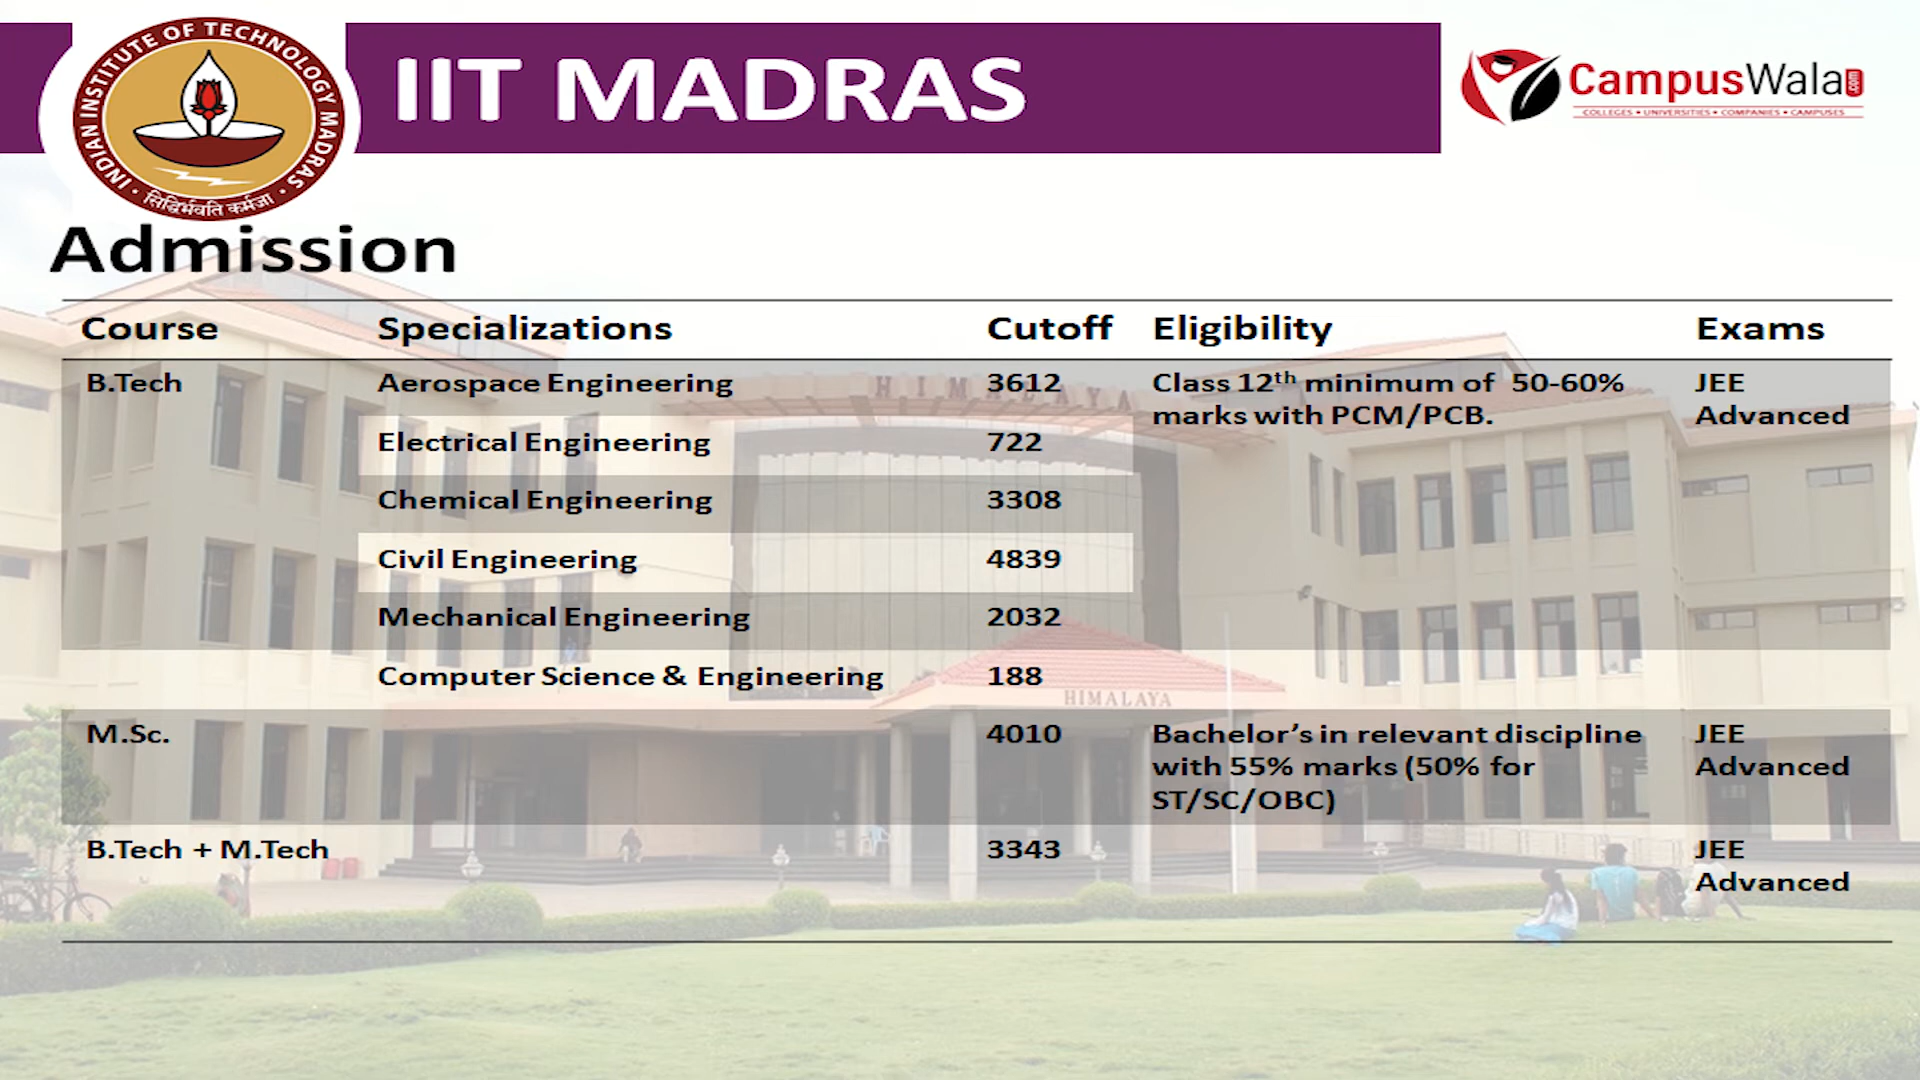 INDIAN INSTITUTE OF TECHNOLOGY MADRAS
सिद्धिर्भवति कर्मजा
IIT MADRAS
CampusWala.com
COLLEGES • UNIVERSITIES • COMPANIES • CAMPUSES
Admission
Course Specializations Cutoff Eligibility Exams
B.Tech Aerospace Engineering 3612 Class 12th minimum of 50-60% JEE
marks with PCM/PCB. Advanced
Electrical Engineering 722
Chemical Engineering 3308
Civil Engineering 4839
Mechanical Engineering 2032
Computer Science & Engineering 188
M.Sc. 4010 Bachelor’s in relevant discipline JEE
with 55% marks (50% for Advanced
ST/SC/OBC)
B.Tech + M.Tech 3343 JEE
Advanced
HIMALAYA
HIMALAYA